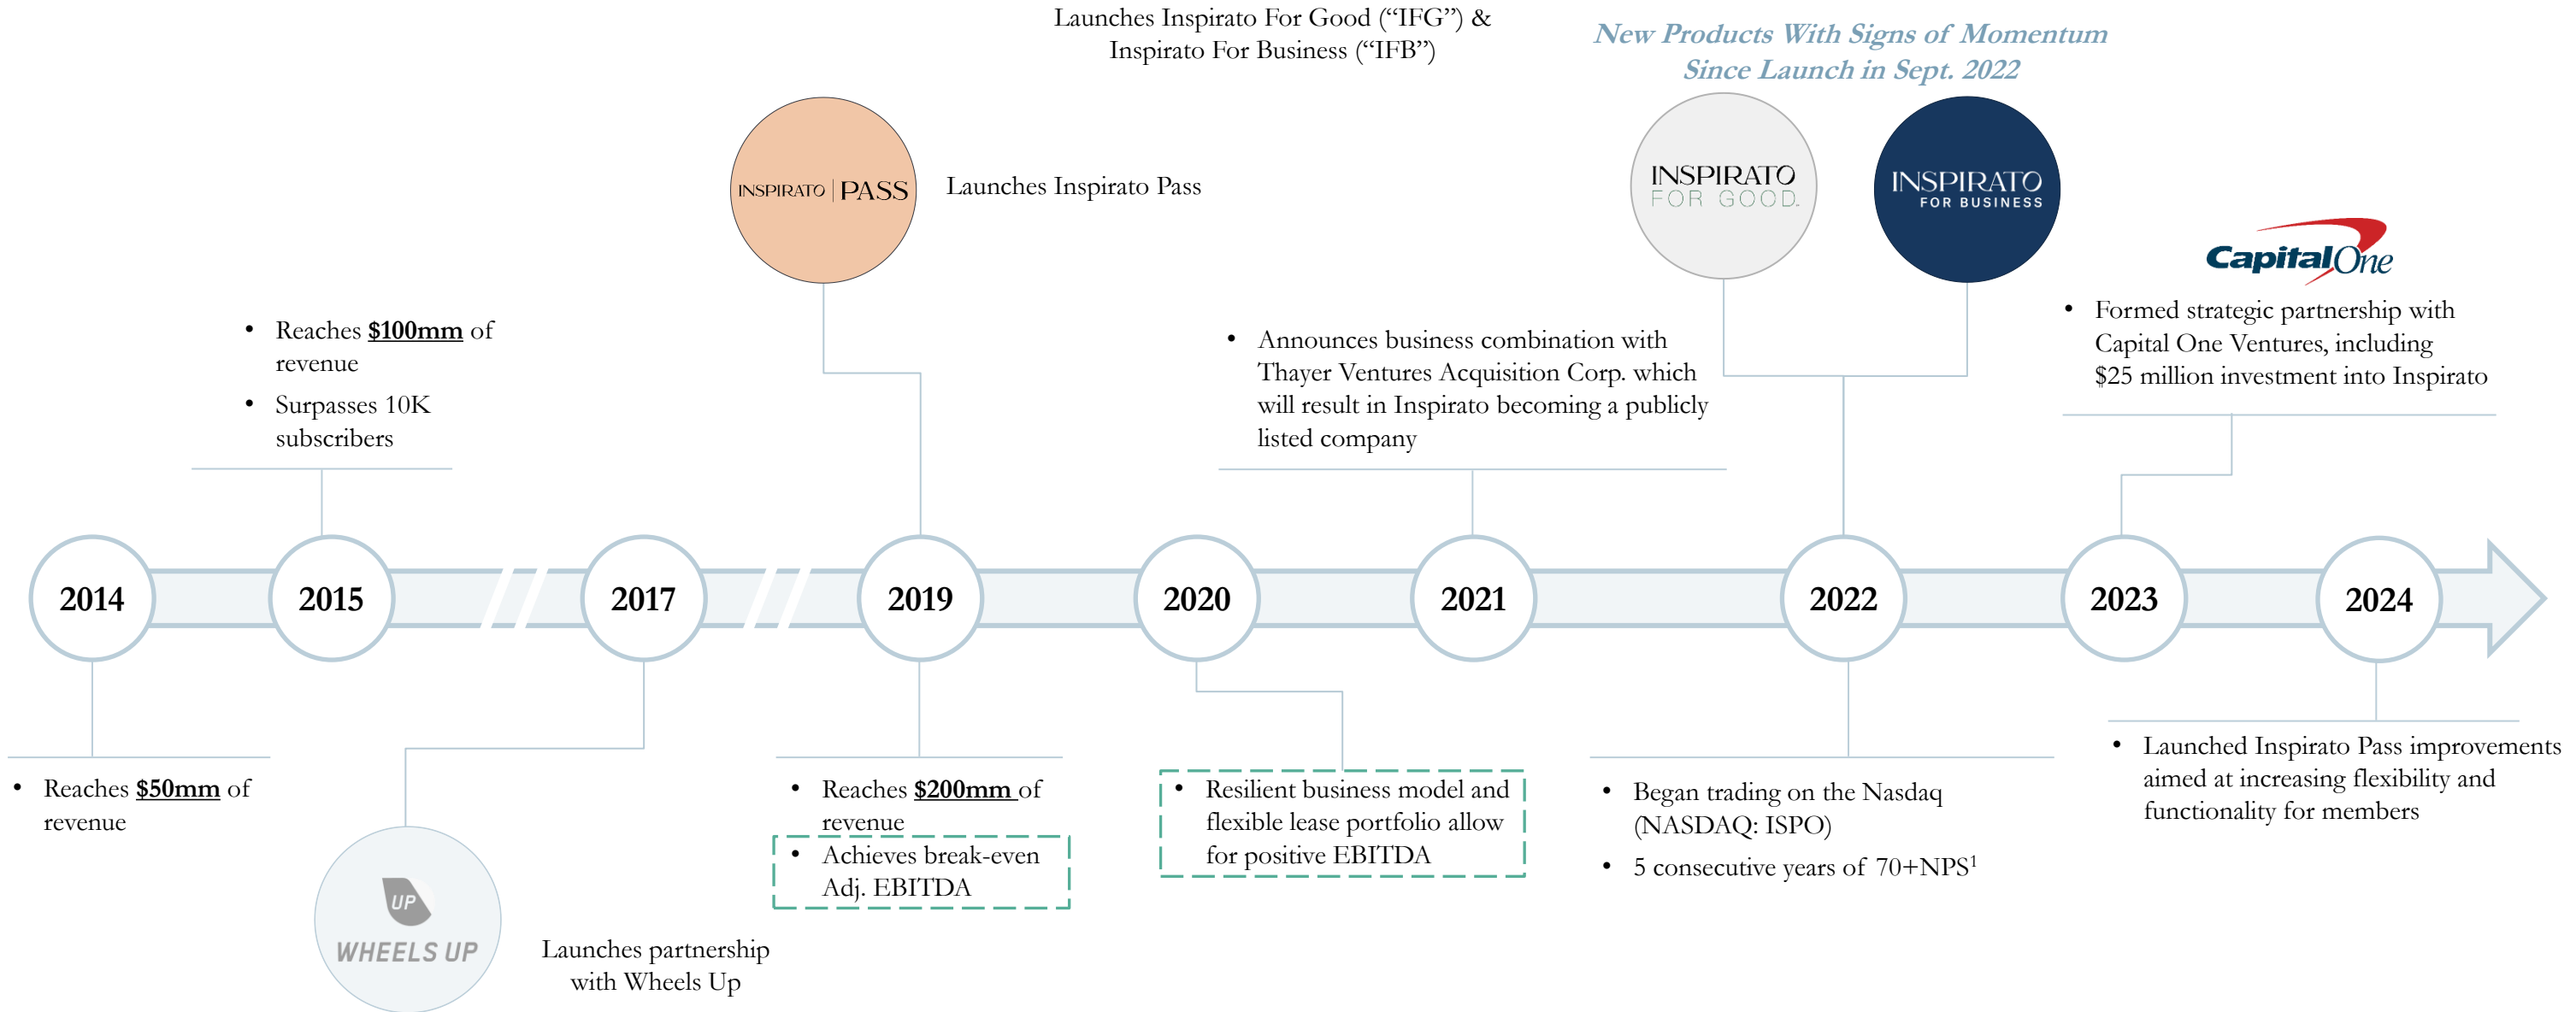 Launches Inspirato For Good (“IFG”) &
Inspirato For Business (“IFB”)
New Products With Signs of Momentum
Since Launch in Sept. 2022
INSPIRATO | PASS
Launches Inspirato Pass
INSPIRATO
FOR GOOD™
INSPIRATO
FOR BUSINESS
CapitalOne
• Reaches $100mm of
revenue
• Surpasses 10K
subscribers
• Announces business combination with
Thayer Ventures Acquisition Corp. which
will result in Inspirato becoming a publicly
listed company
• Formed strategic partnership with
Capital One Ventures, including
$25 million investment into Inspirato
2014
2015
2017
2019
2020
2021
2022
2023
2024
• Reaches $50mm of
revenue
UP
WHEELS UP
Launches partnership
with Wheels Up
• Reaches $200mm of
revenue
• Achieves break-even
Adj. EBITDA
• Resilient business model and
flexible lease portfolio allow
for positive EBITDA
• Began trading on the Nasdaq
(NASDAQ: ISPO)
• 5 consecutive years of 70+NPS¹
• Launched Inspirato Pass improvements
aimed at increasing flexibility and
functionality for members